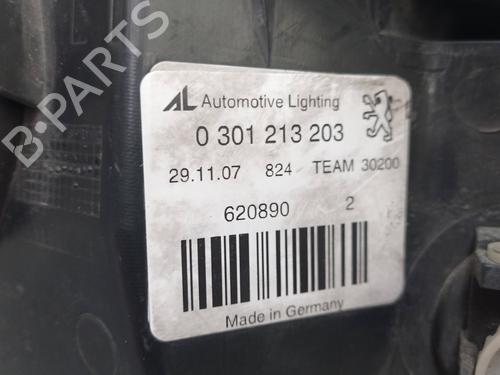 AL Automotive Lighting
0 301 213 203
29.11.07 824 TEAM 30200
620890 2
Made in Germany
B-PARTS